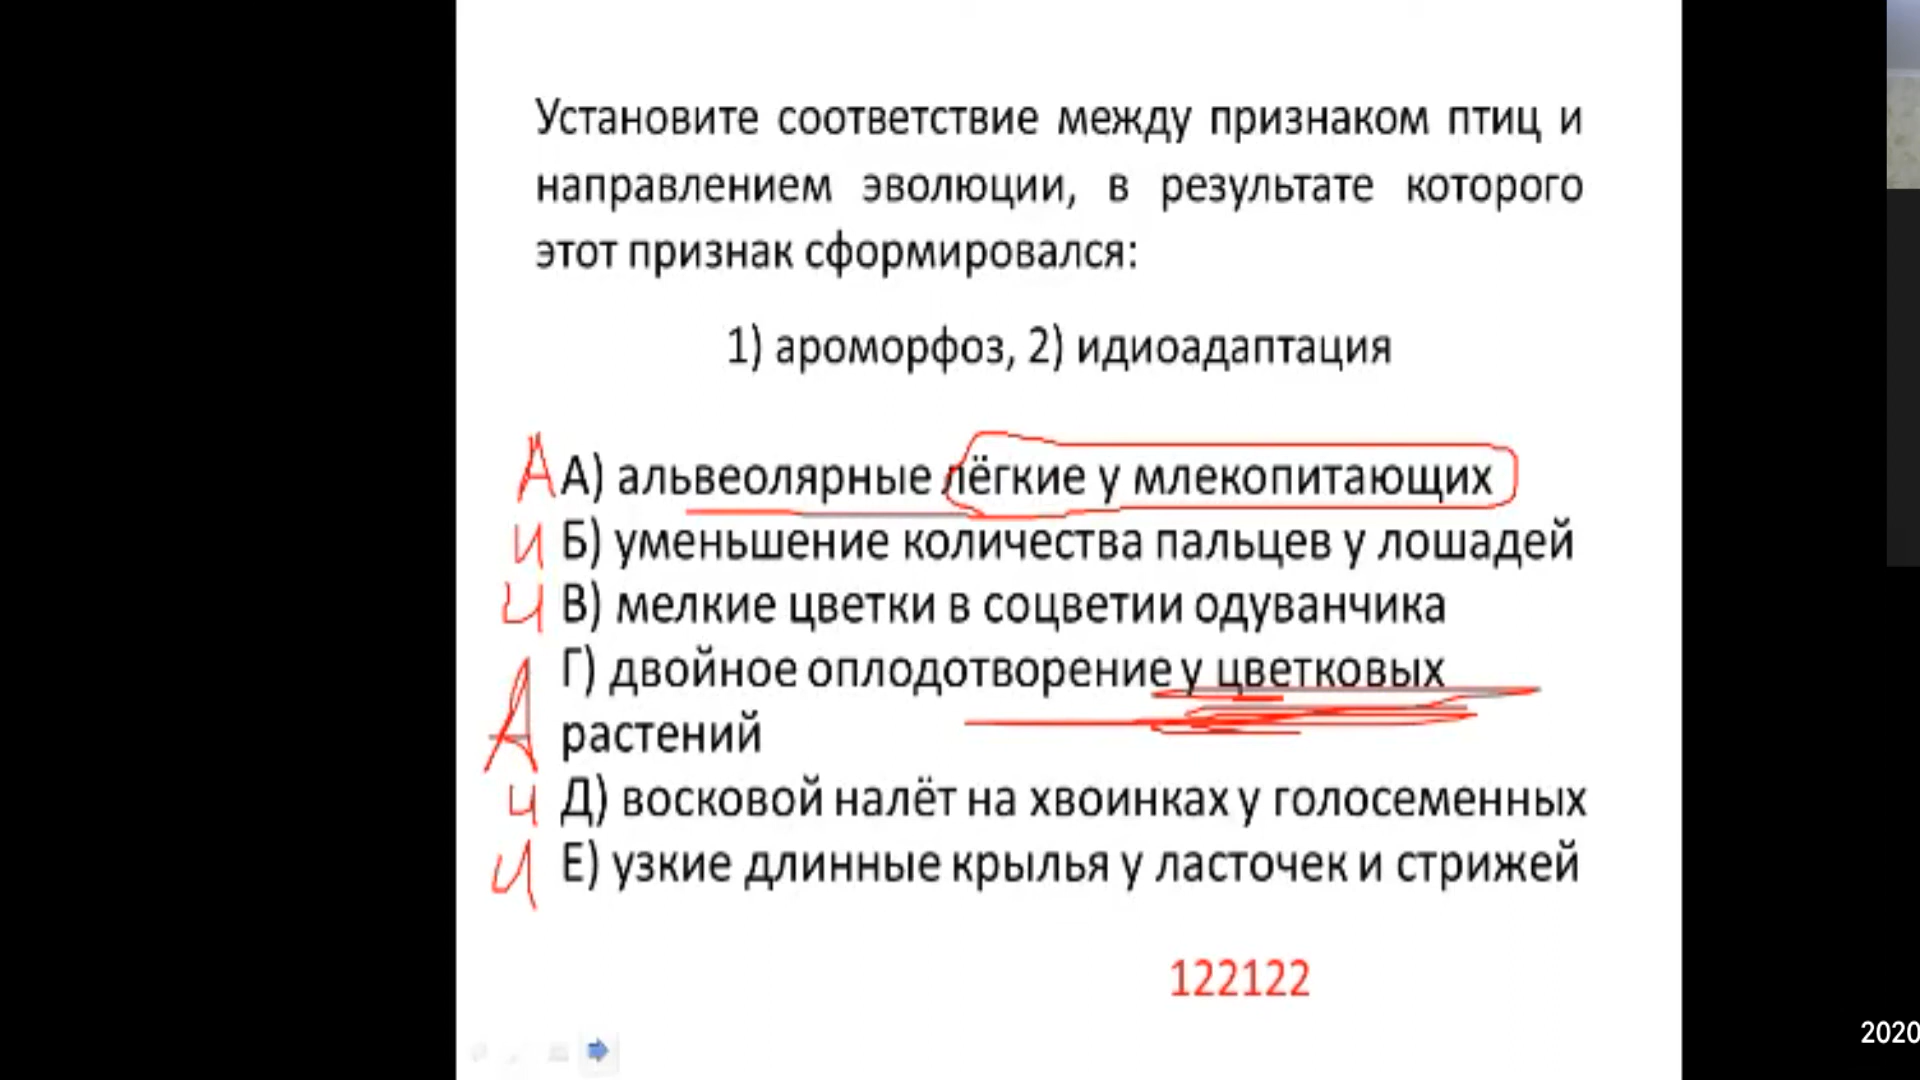 Установите соответствие между признаком птиц и
направлением эволюции, в результате которого
этот признак сформировался:
1) ароморфоз, 2) идиоадаптация
А А) альвеолярные лёгкие у млекопитающих
и Б) уменьшение количества пальцев у лошадей
и В) мелкие цветки в соцветии одуванчика
Г) двойное оплодотворение у цветковых
А растений
и Д) восковой налёт на хвоинках у голосеменных
и Е) узкие длинные крылья у ласточек и стрижей
122122
2020